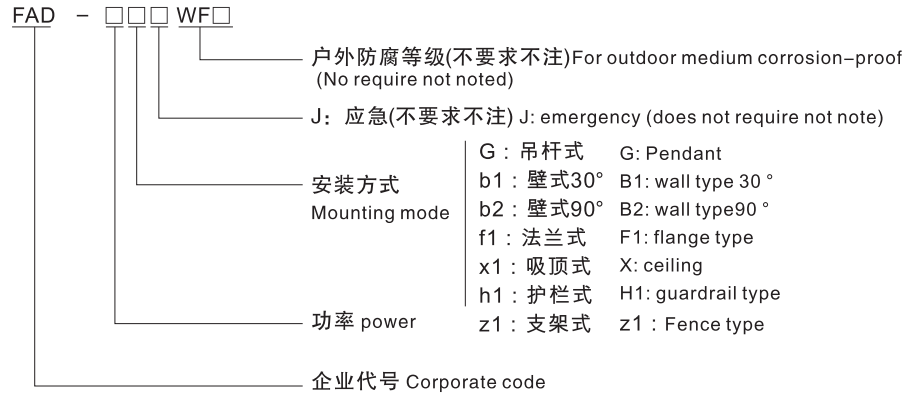 FAD – □□□ WF□
户外防腐等级(不要求不注)For outdoor medium corrosion–proof
(No require not noted)
J：应急(不要求不注) J: emergency (does not require not note)
安装方式
Mounting mode
G：吊杆式 G: Pendant
b1：壁式30° B1: wall type 30 °
b2：壁式90° B2: wall type90 °
f1：法兰式 F1: flange type
x1：吸顶式 X: ceiling
h1：护栏式 H1: guardrail type
z1：支架式 z1：Fence type
功率 power
企业代号 Corporate code